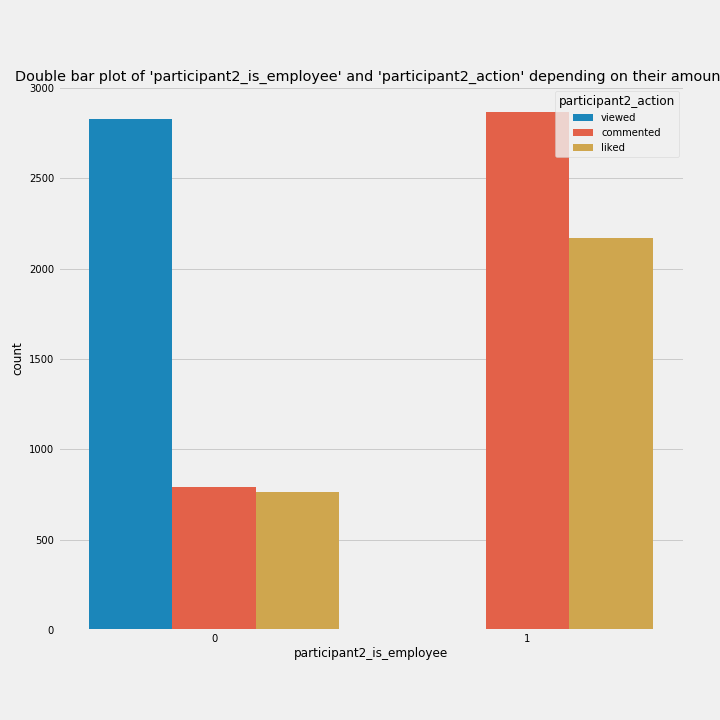 Double bar plot of 'participant2_is_employee' and 'participant2_action' depending on their amoun
participant2_action
viewed
commented
liked
3000
2500
2000
1500
1000
500
0
count
0
1
participant2_is_employee